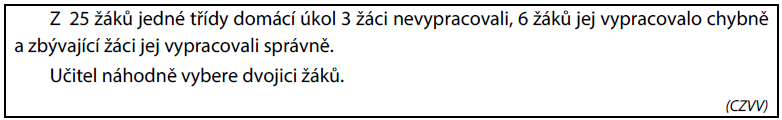 Z 25 žáků jedné třídy domácí úkol 3 žáci nevypracovali, 6 žáků jej vypracovalo chybně
a zbývající žáci jej vypracovali správně.
Učitel náhodně vybere dvojici žáků.
(CZVV)